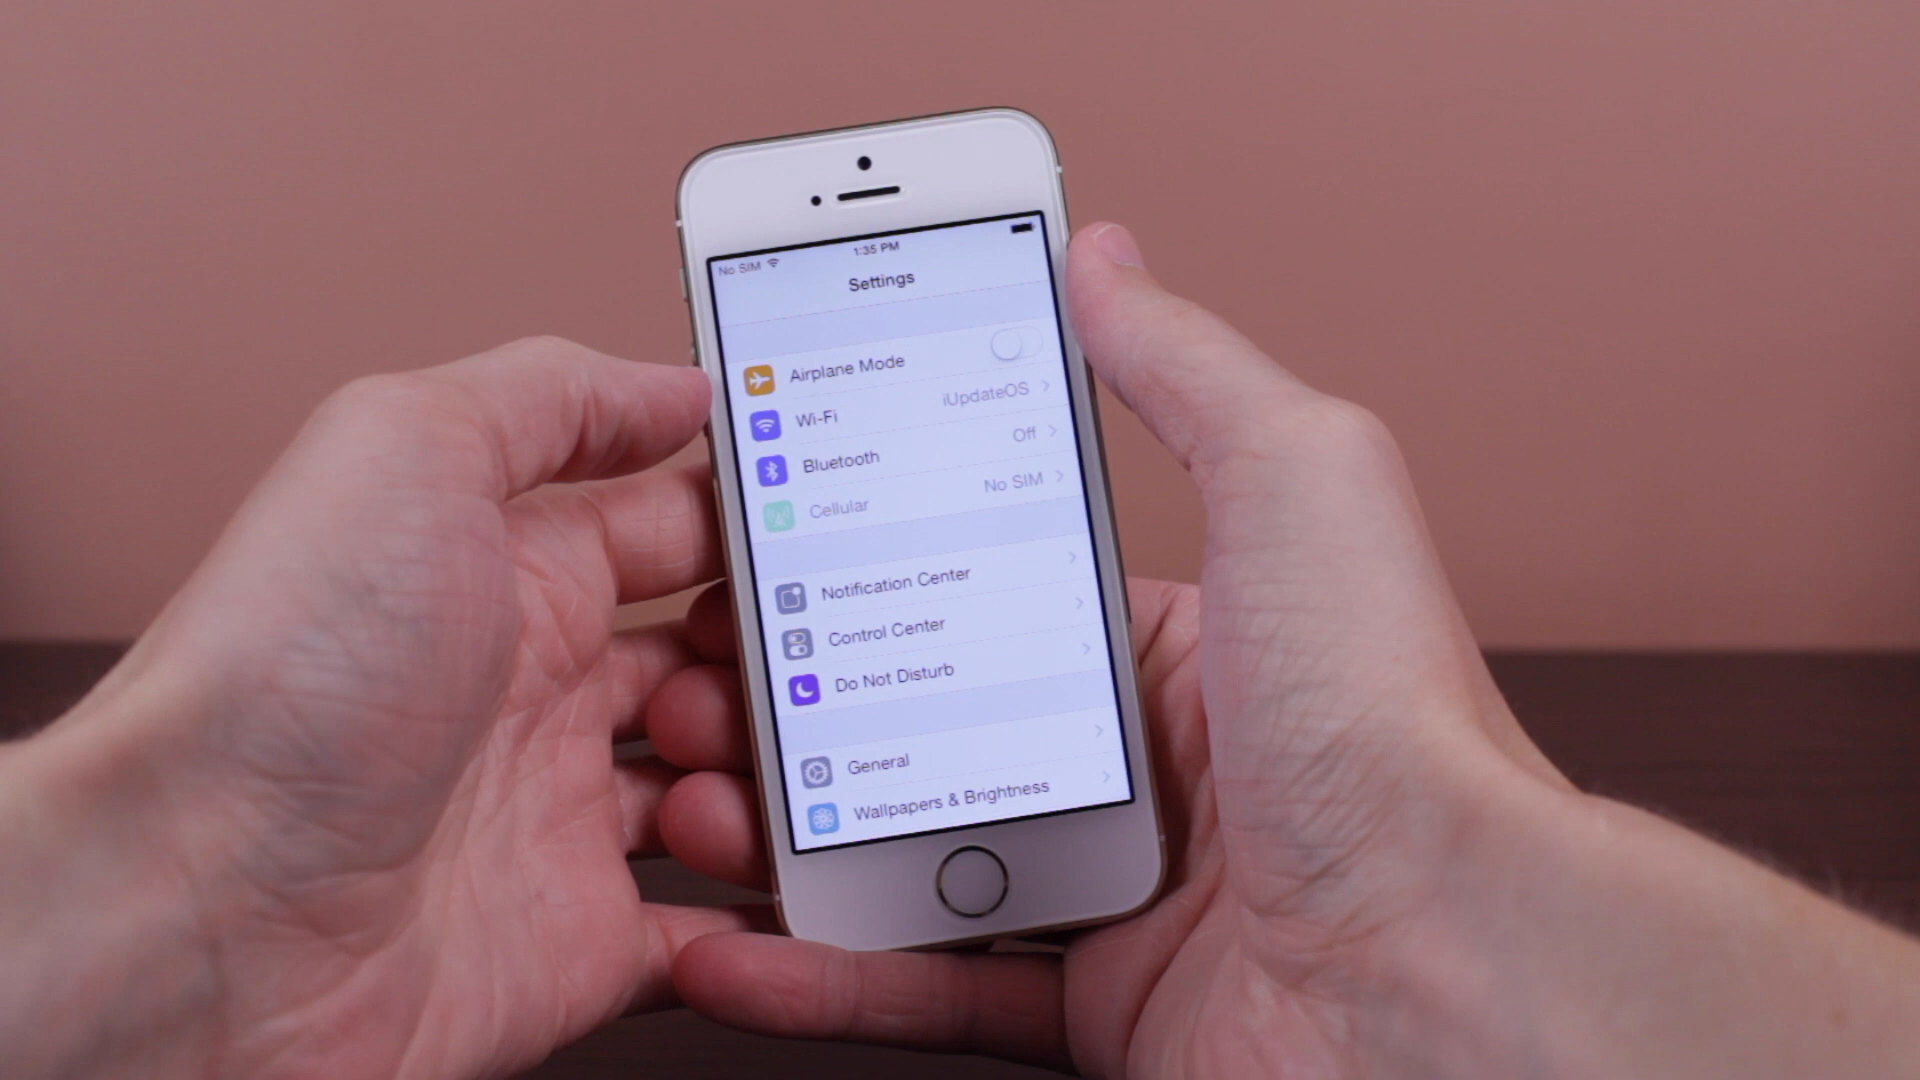 No SIM 1:35 PM
Settings
Airplane Mode
Wi-Fi iUpdateOS
Bluetooth Off
Cellular No SIM
Notification Center
Control Center
Do Not Disturb
General
Wallpapers & Brightness